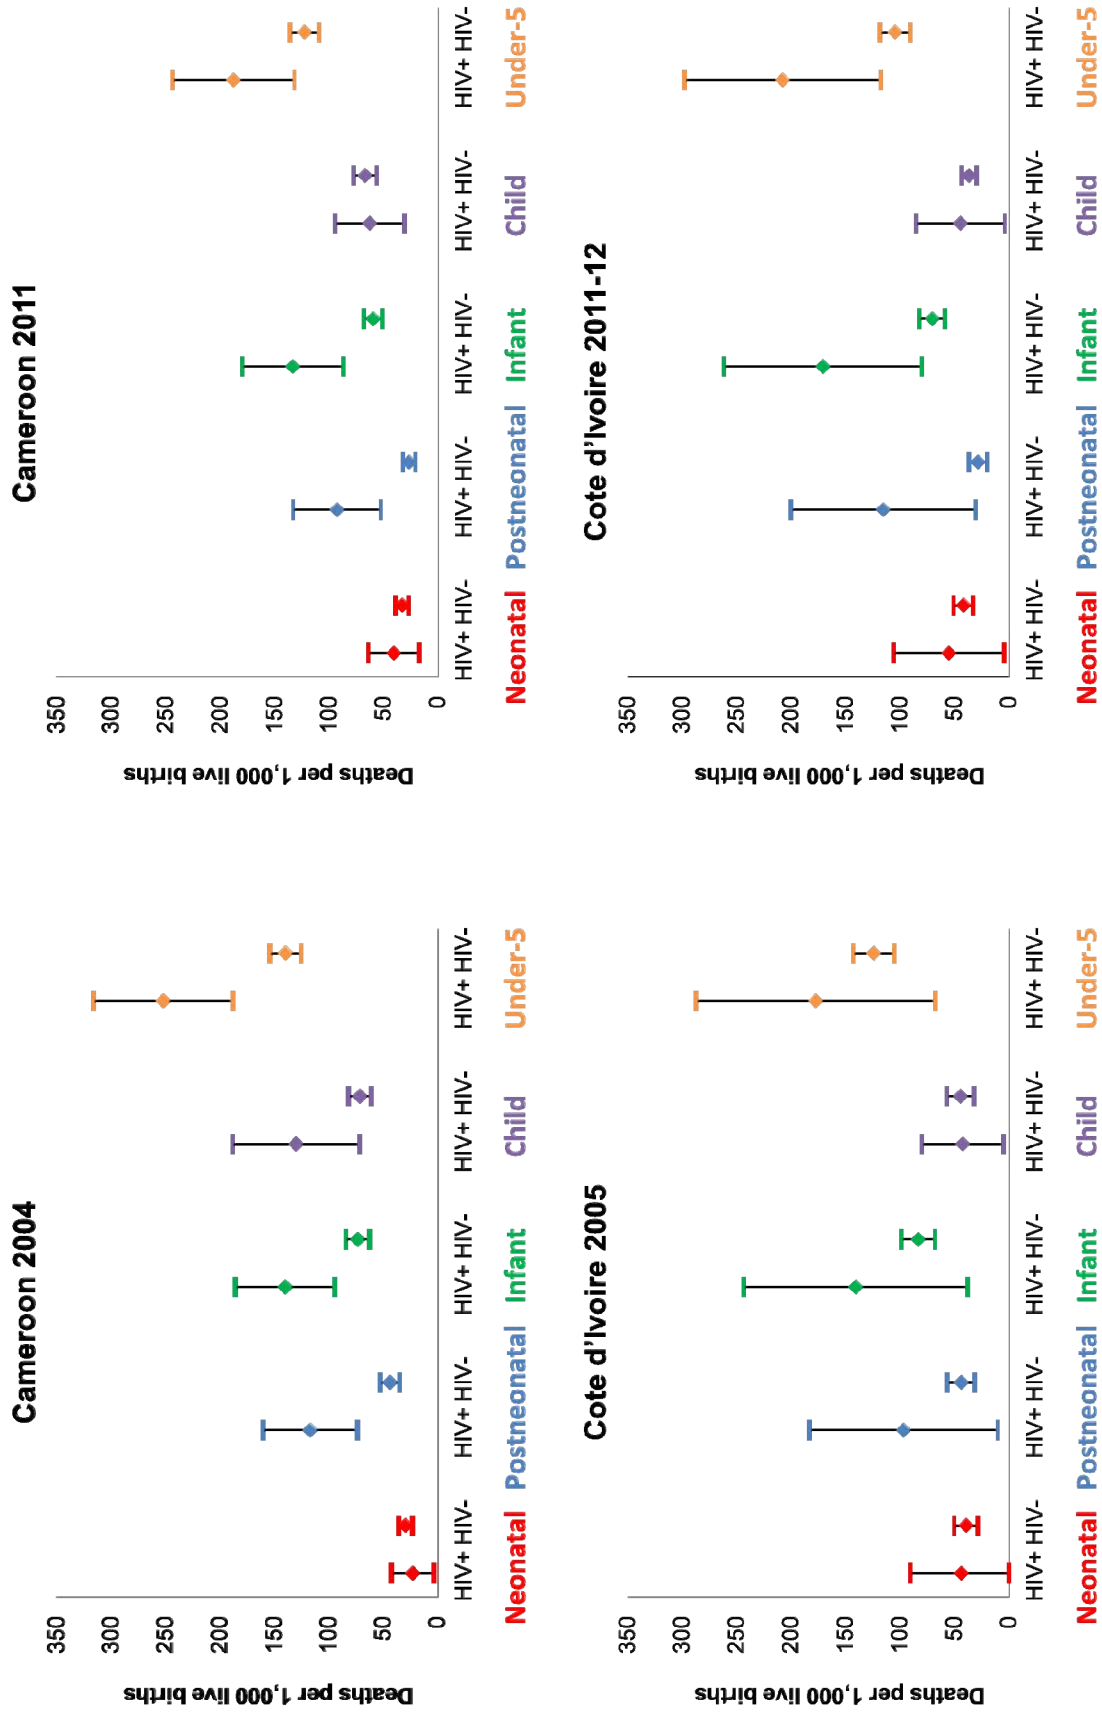 Cameroon 2004
Deaths per 1,000 live births
350
300
250
200
150
100
50
0
HIV+ HIV- HIV+ HIV- HIV+ HIV- HIV+ HIV- HIV+ HIV-
Neonatal Postneonatal Infant Child Under-5
Cameroon 2011
Deaths per 1,000 live births
350
300
250
200
150
100
50
0
HIV+ HIV- HIV+ HIV- HIV+ HIV- HIV+ HIV- HIV+ HIV-
Neonatal Postneonatal Infant Child Under-5
Cote d'Ivoire 2005
Deaths per 1,000 live births
350
300
250
200
150
100
50
0
HIV+ HIV- HIV+ HIV- HIV+ HIV- HIV+ HIV- HIV+ HIV-
Neonatal Postneonatal Infant Child Under-5
Cote d'Ivoire 2011-12
Deaths per 1,000 live births
350
300
250
200
150
100
50
0
HIV+ HIV- HIV+ HIV- HIV+ HIV- HIV+ HIV- HIV+ HIV-
Neonatal Postneonatal Infant Child Under-5